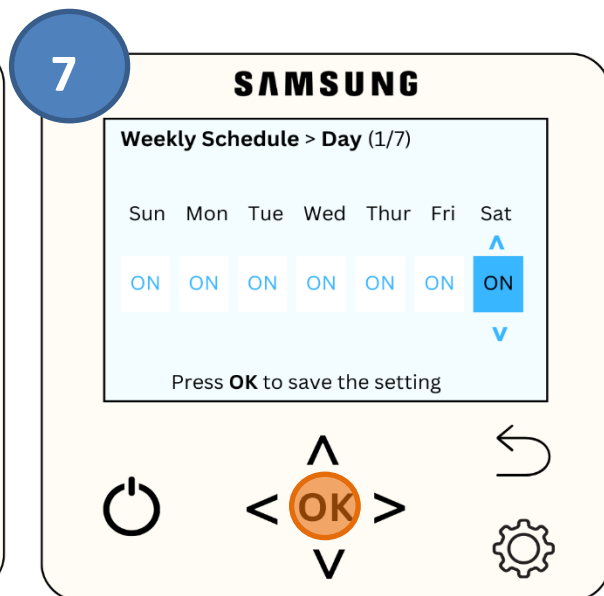 7
SAMSUNG
Weekly Schedule > Day (1/7)
Sun Mon Tue Wed Thur Fri Sat
ON ON ON ON ON ON ON
Press OK to save the setting
OK